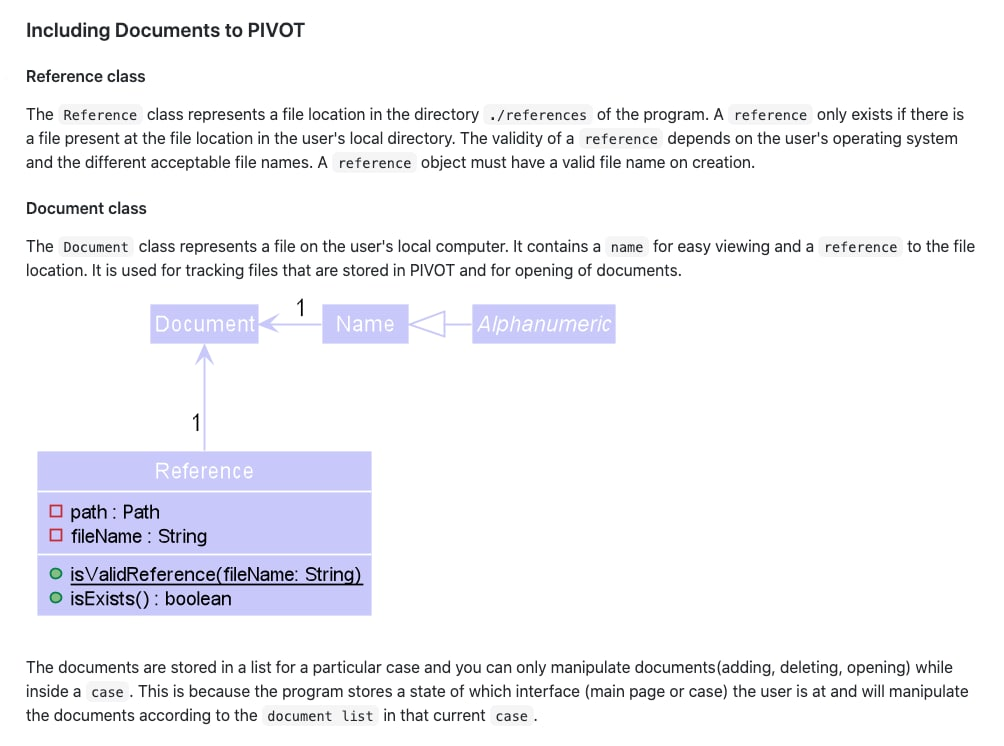 Including Documents to PIVOT
Reference class
The Reference class represents a file location in the directory ./references of the program. A reference only exists if there is
a file present at the file location in the user's local directory. The validity of a reference depends on the user's operating system
and the different acceptable file names. A reference object must have a valid file name on creation.
Document class
The Document class represents a file on the user's local computer. It contains a name for easy viewing and a reference to the file
location. It is used for tracking files that are stored in PIVOT and for opening of documents.
Document 1 Name Alphanumeric
1
Reference
path : Path
fileName : String
isValidReference(fileName: String)
isExists() : boolean
The documents are stored in a list for a particular case and you can only manipulate documents(adding, deleting, opening) while
inside a case. This is because the program stores a state of which interface (main page or case) the user is at and will manipulate
the documents according to the document list in that current case.